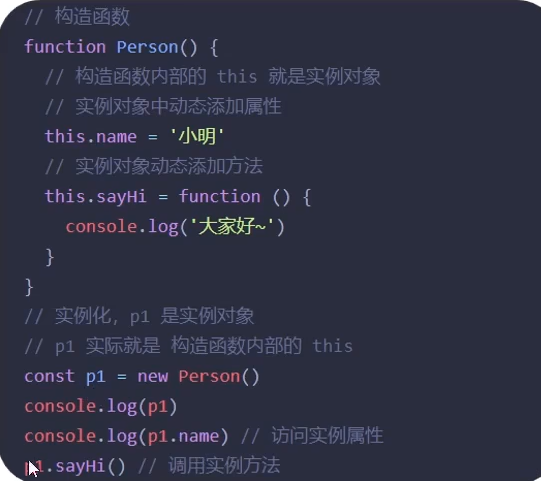 // 构造函数
function Person() {
  // 构造函数内部的 this 就是实例对象
  // 实例对象中动态添加属性
  this.name = '小明'
  // 实例对象动态添加方法
  this.sayHi = function () {
    console.log('大家好~')
  }
}
// 实例化，p1 是实例对象
// p1 实际就是 构造函数内部的 this
const p1 = new Person()
console.log(p1)
console.log(p1.name) // 访问实例属性
p1.sayHi() // 调用实例方法